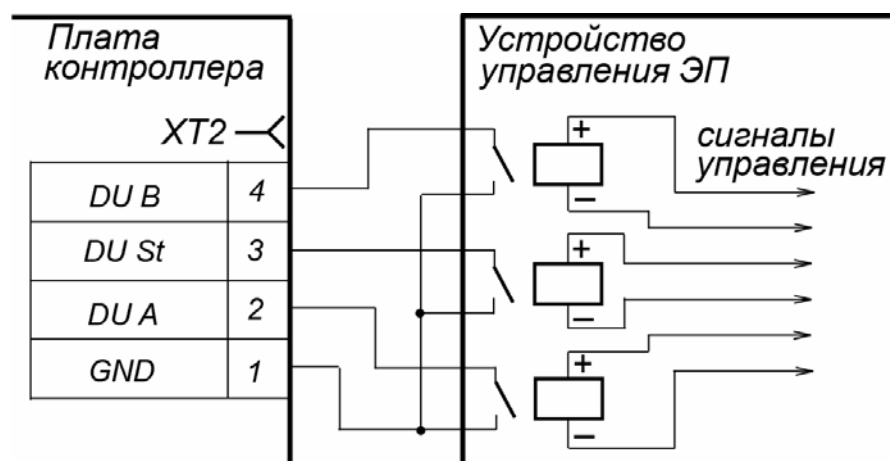 Плата
контроллера
XT2
DU B 4
DU St 3
DU A 2
GND 1
Устройство
управления ЭП
сигналы
управления
+
−
+
−
+
−